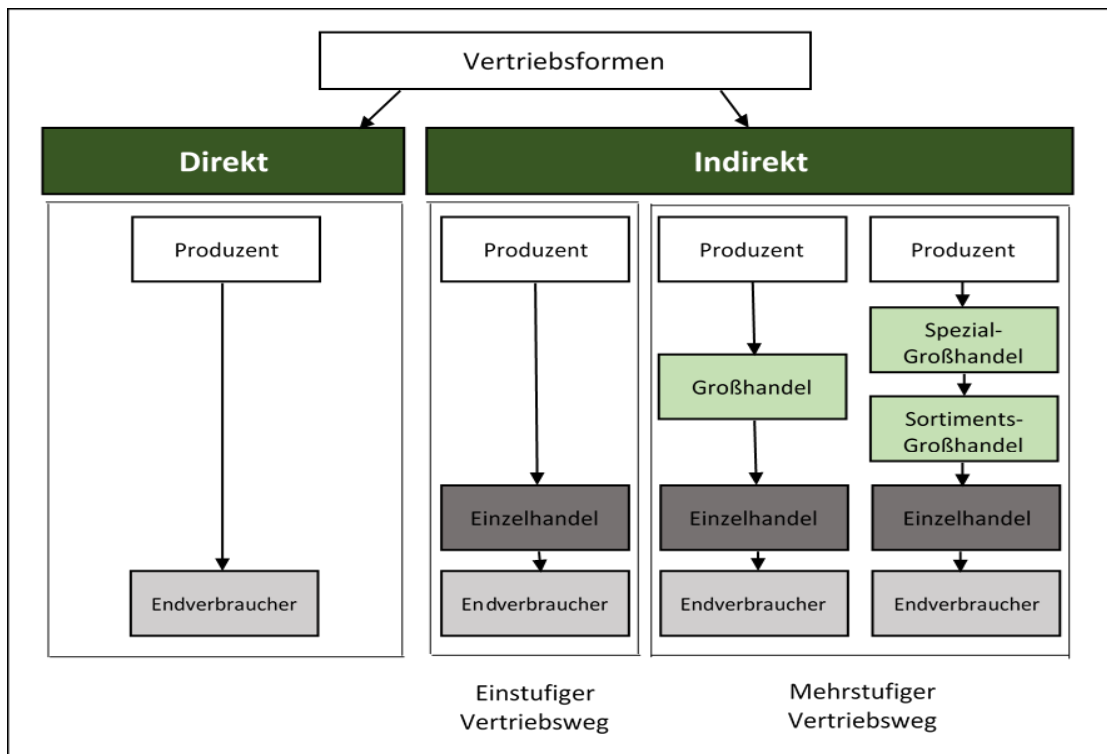 Vertriebsformen
Direkt
Indirekt
Produzent
Produzent
Produzent
Produzent
Spezial-
Großhandel
Großhandel
Sortiments-
Großhandel
Einzelhandel
Einzelhandel
Einzelhandel
Endverbraucher
Endverbraucher
Endverbraucher
Endverbraucher
Einstufiger
Vertriebsweg
Mehrstufiger
Vertriebsweg